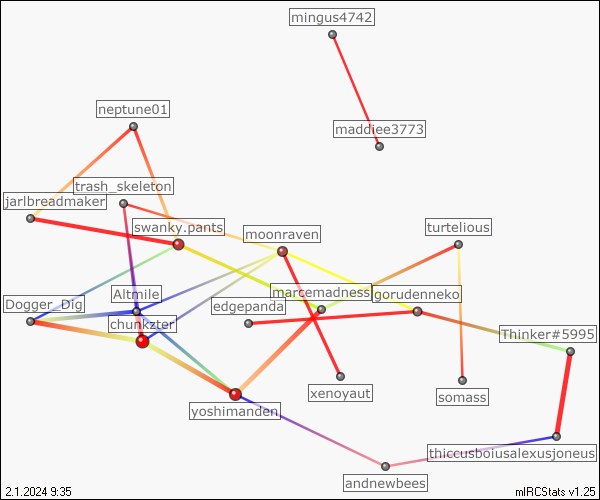 mingus4742
maddiee3773
neptune01
trash_skeleton
jarlbreadmaker
swanky.pants
moonraven
turtelious
Dogger_Dig
Altmile
edgepanda
marcemadness
gorudenneko
chunkzter
Thinker#5995
xenoyaut
somass
yoshimanden
thiccusboiusalexusjoneus
andnewbees
2.1.2024 9:35
mIRCStats v1.25